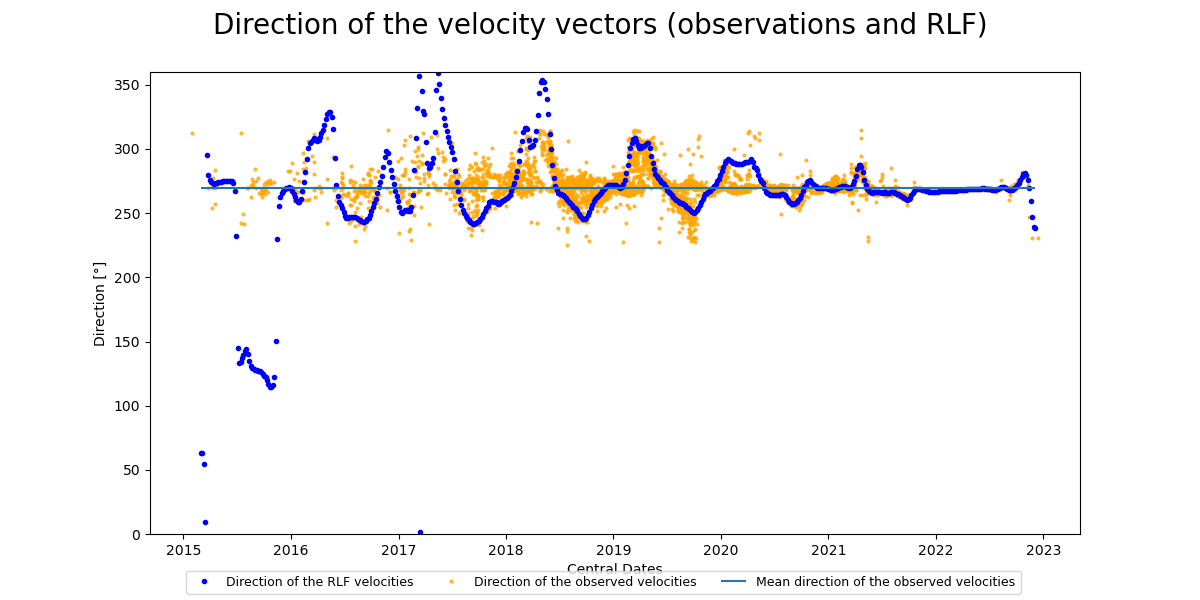 Direction of the velocity vectors (observations and RLF)
350
300
250
200
150
100
50
0
Direction [°]
2015 2016 2017 2018 2019 2020 2021 2022 2023
Central Dates
Direction of the RLF velocities Direction of the observed velocities Mean direction of the observed velocities